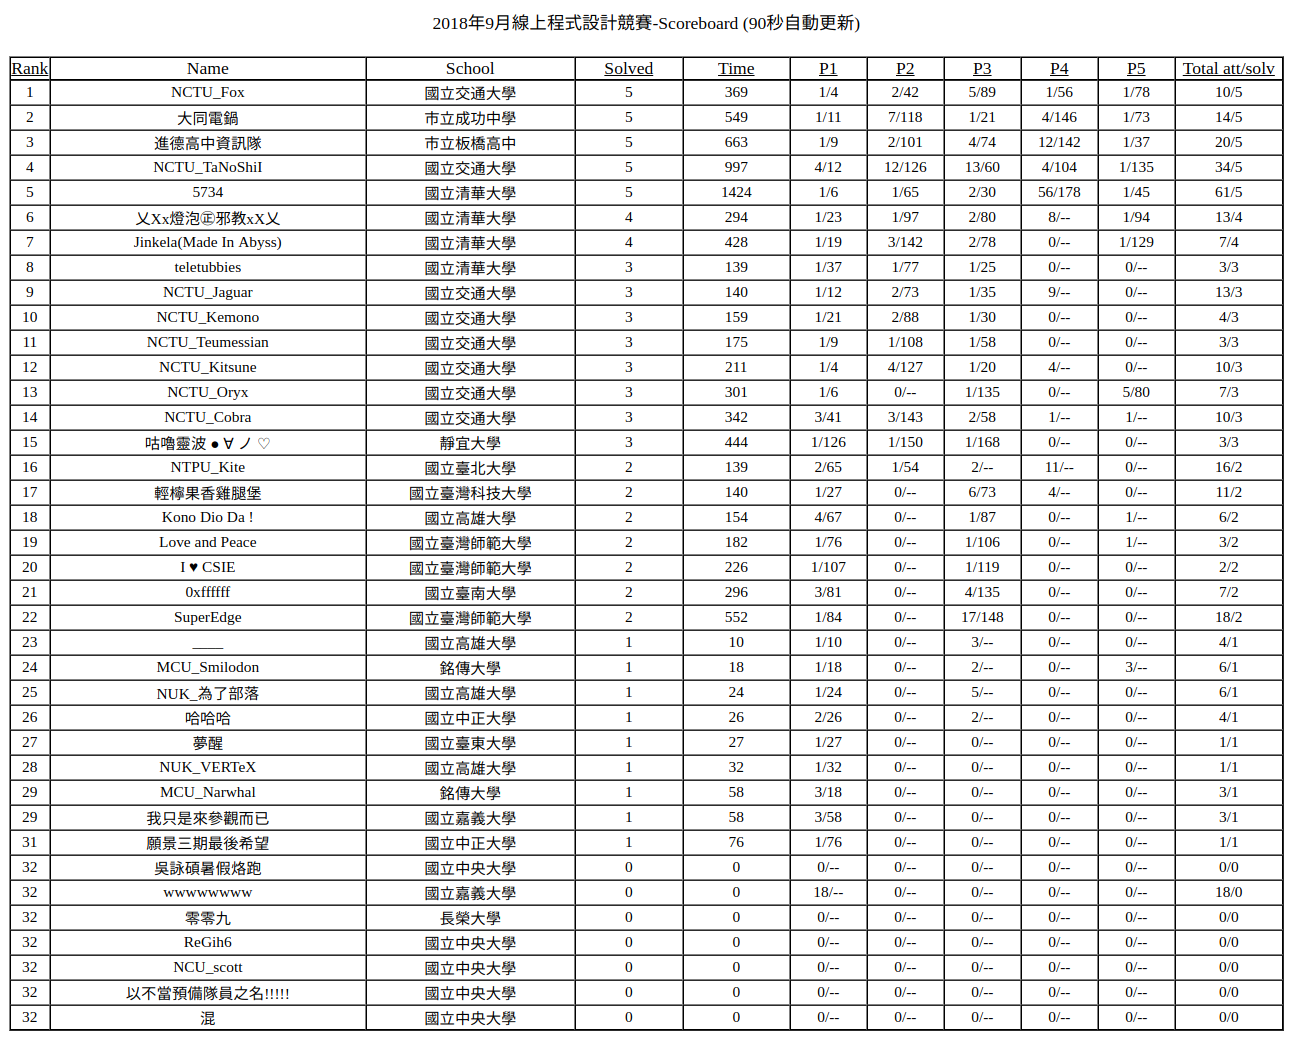 2018年9月線上程式設計競賽-Scoreboard (90秒自動更新)
Rank Name School Solved Time P1 P2 P3 P4 P5 Total att/solv
1 NCTU_Fox 國立交通大學 5 369 1/4 2/42 5/89 1/56 1/78 10/5
2 大同電鍋 市立成功中學 5 549 1/11 7/118 1/21 4/146 1/73 14/5
3 進德高中資訊隊 市立板橋高中 5 663 1/9 2/101 4/74 12/142 1/37 20/5
4 NCTU_TaNoShiI 國立交通大學 5 997 4/12 12/126 13/60 4/104 1/135 34/5
5 5734 國立清華大學 5 1424 1/6 1/65 2/30 56/178 1/45 61/5
6 乂Xx燈泡㊣邪教xX乂 國立清華大學 4 294 1/23 1/97 2/80 8/-- 1/94 13/4
7 Jinkela(Made In Abyss) 國立清華大學 4 428 1/19 3/142 2/78 0/-- 1/129 7/4
8 teletubbies 國立清華大學 3 139 1/37 1/77 1/25 0/-- 0/-- 3/3
9 NCTU_Jaguar 國立交通大學 3 140 1/12 2/73 1/35 9/-- 0/-- 13/3
10 NCTU_Kemono 國立交通大學 3 159 1/21 2/88 1/30 0/-- 0/-- 4/3
11 NCTU_Teumessian 國立交通大學 3 175 1/9 1/108 1/58 0/-- 0/-- 3/3
12 NCTU_Kitsune 國立交通大學 3 211 1/4 4/127 1/20 4/-- 0/-- 10/3
13 NCTU_Oryx 國立交通大學 3 301 1/6 0/-- 1/135 0/-- 5/80 7/3
14 NCTU_Cobra 國立交通大學 3 342 3/41 3/143 2/58 1/-- 1/-- 10/3
15 咕嚕靈波 ● ∀ ノ ♡ 靜宜大學 3 444 1/126 1/150 1/168 0/-- 0/-- 3/3
16 NTPU_Kite 國立臺北大學 2 139 2/65 1/54 2/-- 11/-- 0/-- 16/2
17 輕檸果香雞腿堡 國立臺灣科技大學 2 140 1/27 0/-- 6/73 4/-- 0/-- 11/2
18 Kono Dio Da ! 國立高雄大學 2 154 4/67 0/-- 1/87 0/-- 1/-- 6/2
19 Love and Peace 國立臺灣師範大學 2 182 1/76 0/-- 1/106 0/-- 1/-- 3/2
20 I ♥ CSIE 國立臺灣師範大學 2 226 1/107 0/-- 1/119 0/-- 0/-- 2/2
21 0xffffff 國立臺南大學 2 296 3/81 0/-- 4/135 0/-- 0/-- 7/2
22 SuperEdge 國立臺灣師範大學 2 552 1/84 0/-- 17/148 0/-- 0/-- 18/2
23 ____ 國立高雄大學 1 10 1/10 0/-- 3/-- 0/-- 0/-- 4/1
24 MCU_Smilodon 銘傳大學 1 18 1/18 0/-- 2/-- 0/-- 3/-- 6/1
25 NUK_為了部落 國立高雄大學 1 24 1/24 0/-- 5/-- 0/-- 0/-- 6/1
26 哈哈哈 國立中正大學 1 26 2/26 0/-- 2/-- 0/-- 0/-- 4/1
27 夢醒 國立臺東大學 1 27 1/27 0/-- 0/-- 0/-- 0/-- 1/1
28 NUK_VERTeX 國立高雄大學 1 32 1/32 0/-- 0/-- 0/-- 0/-- 1/1
29 MCU_Narwhal 銘傳大學 1 58 3/18 0/-- 0/-- 0/-- 0/-- 3/1
29 我只是來參觀而已 國立嘉義大學 1 58 3/58 0/-- 0/-- 0/-- 0/-- 3/1
31 願景三期最後希望 國立中正大學 1 76 1/76 0/-- 0/-- 0/-- 0/-- 1/1
32 吳詠碩暑假烙跑 國立中央大學 0 0 0/-- 0/-- 0/-- 0/-- 0/-- 0/0
32 wwwwwwww 國立嘉義大學 0 0 18/-- 0/-- 0/-- 0/-- 0/-- 18/0
32 零零九 長榮大學 0 0 0/-- 0/-- 0/-- 0/-- 0/-- 0/0
32 ReGih6 國立中央大學 0 0 0/-- 0/-- 0/-- 0/-- 0/-- 0/0
32 NCU_scott 國立中央大學 0 0 0/-- 0/-- 0/-- 0/-- 0/-- 0/0
32 以不當預備隊員之名!!!!! 國立中央大學 0 0 0/-- 0/-- 0/-- 0/-- 0/-- 0/0
32 混 國立中央大學 0 0 0/-- 0/-- 0/-- 0/-- 0/-- 0/0